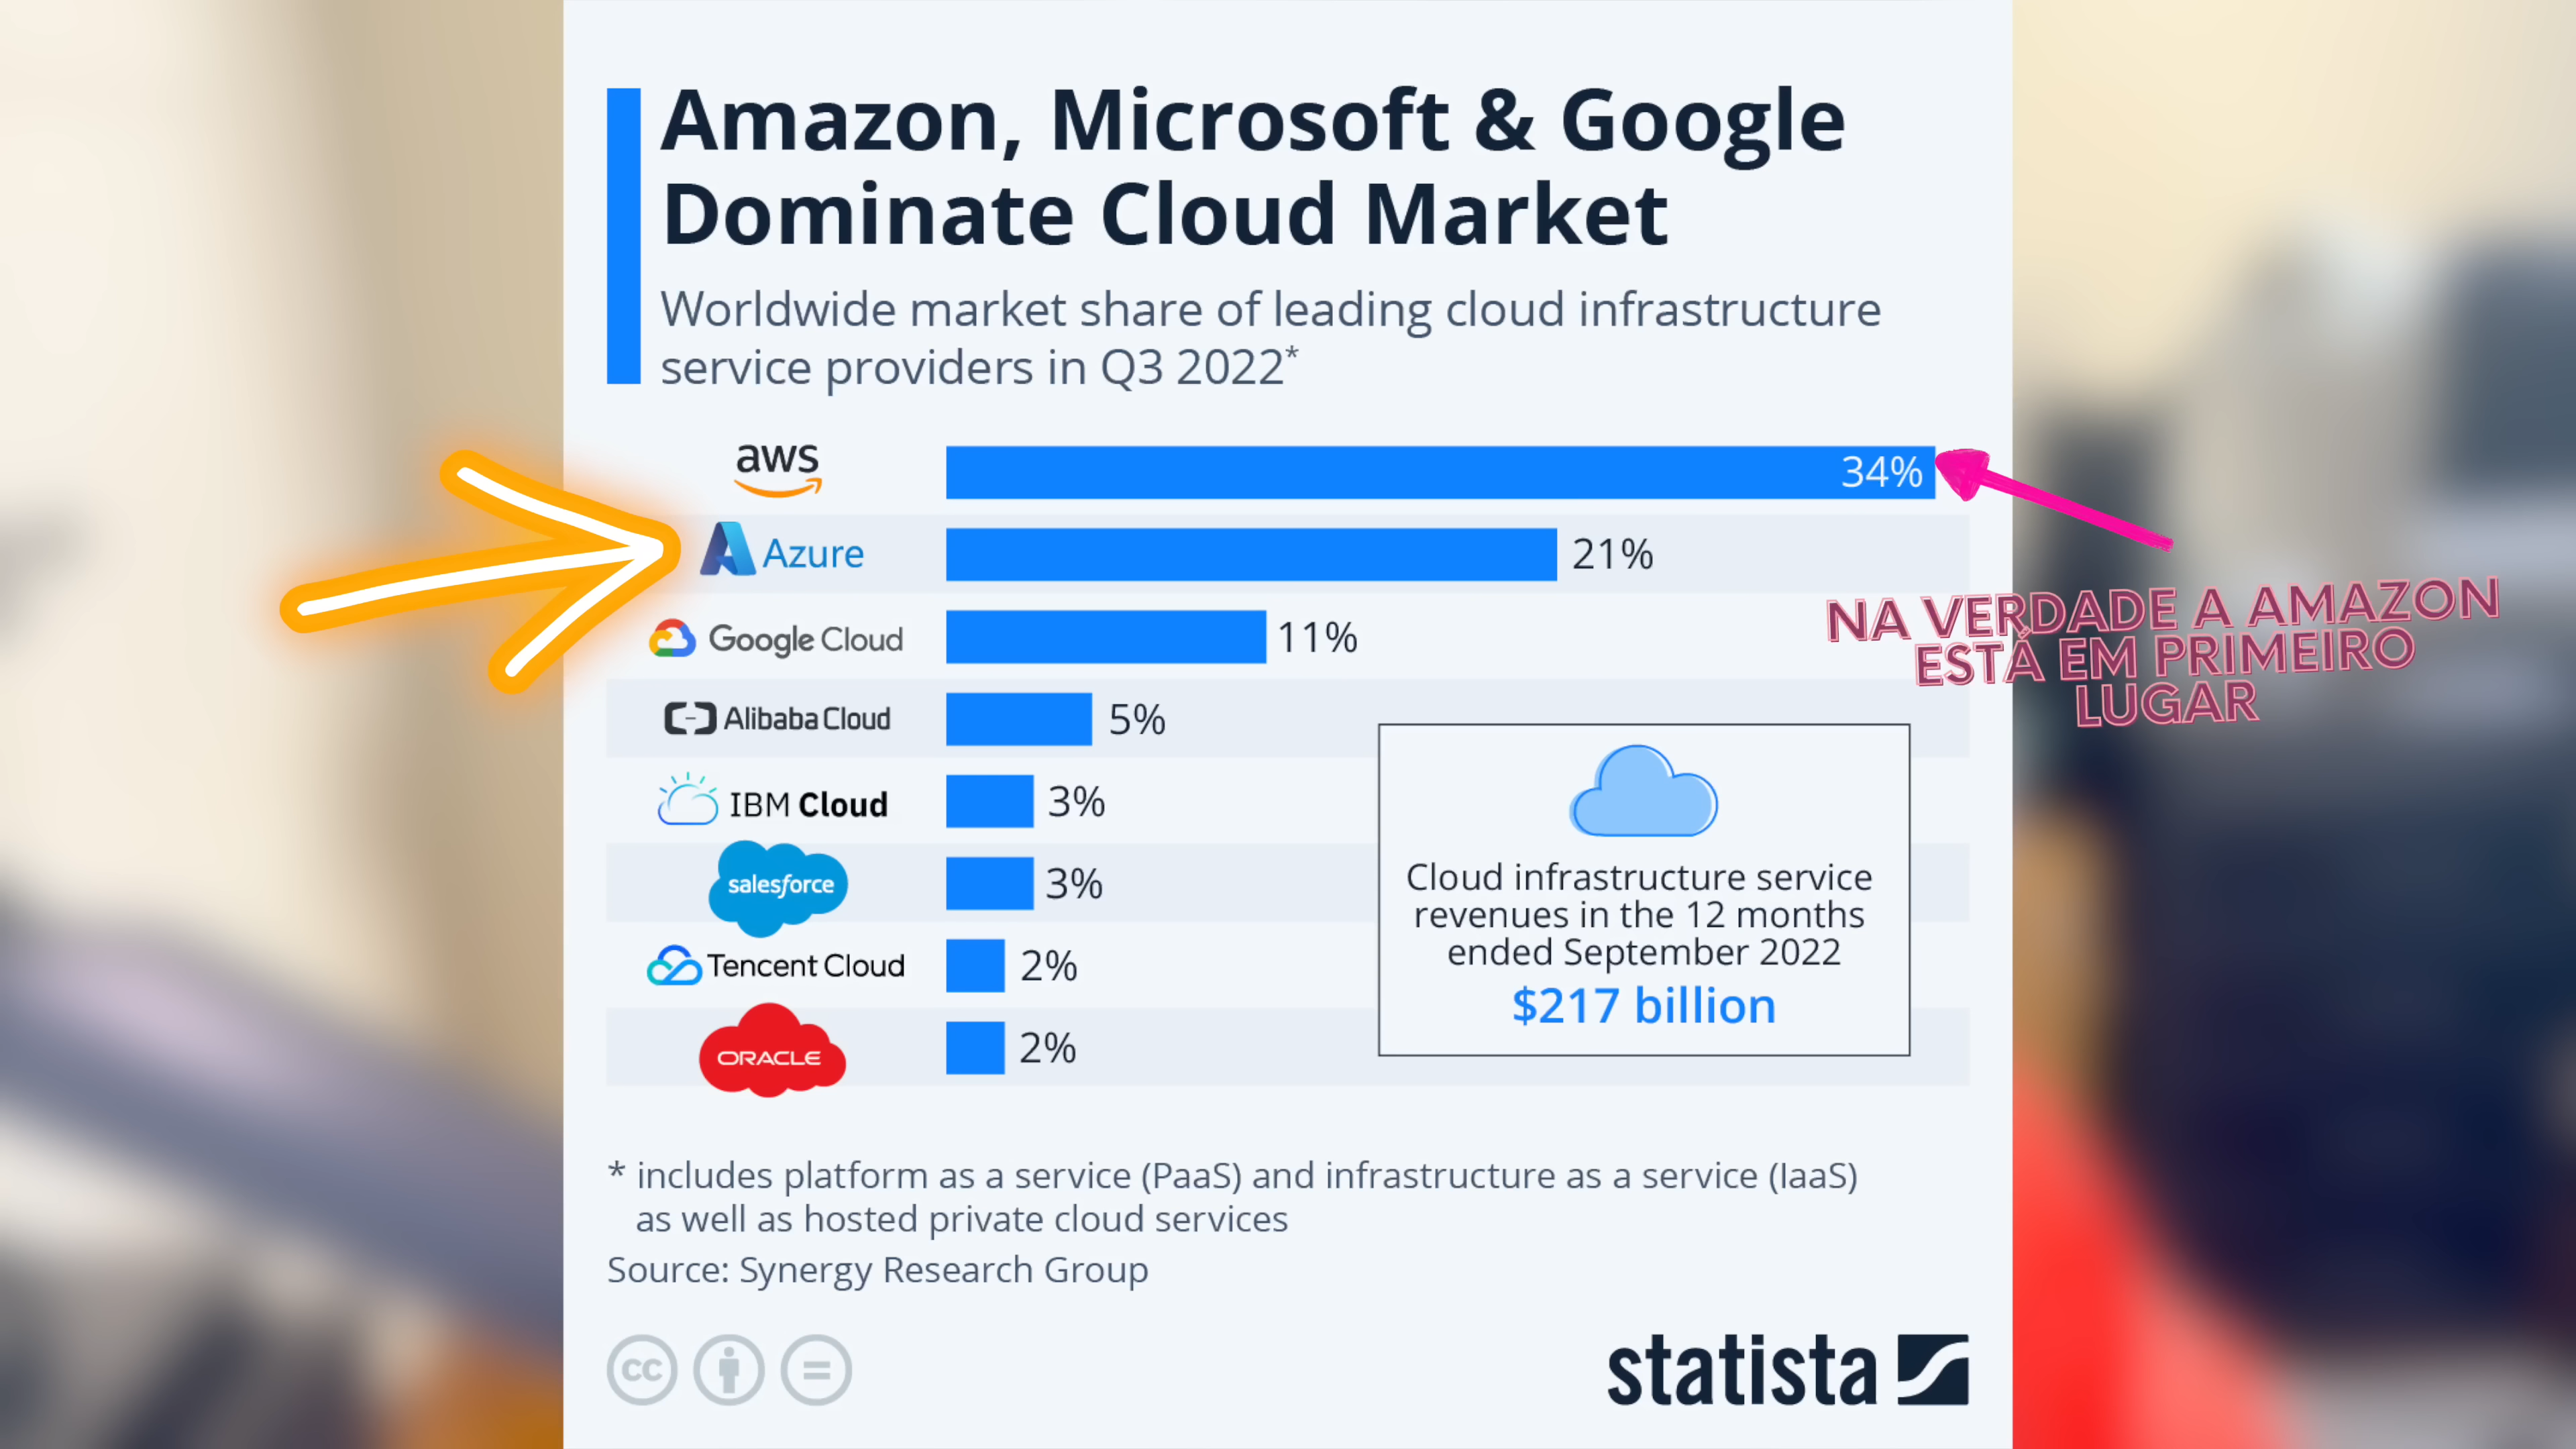 Amazon, Microsoft & Google
Dominate Cloud Market
Worldwide market share of leading cloud infrastructure
service providers in Q3 2022*
aws 34%
Azure 21%
Google Cloud 11%
Alibaba Cloud 5%
IBM Cloud 3%
salesforce 3%
Tencent Cloud 2%
ORACLE 2%
NA VERDADE A AMAZON
ESTÁ EM PRIMEIRO
LUGAR
Cloud infrastructure service
revenues in the 12 months
ended September 2022
$217 billion
* includes platform as a service (PaaS) and infrastructure as a service (IaaS)
as well as hosted private cloud services
Source: Synergy Research Group
cc
statista